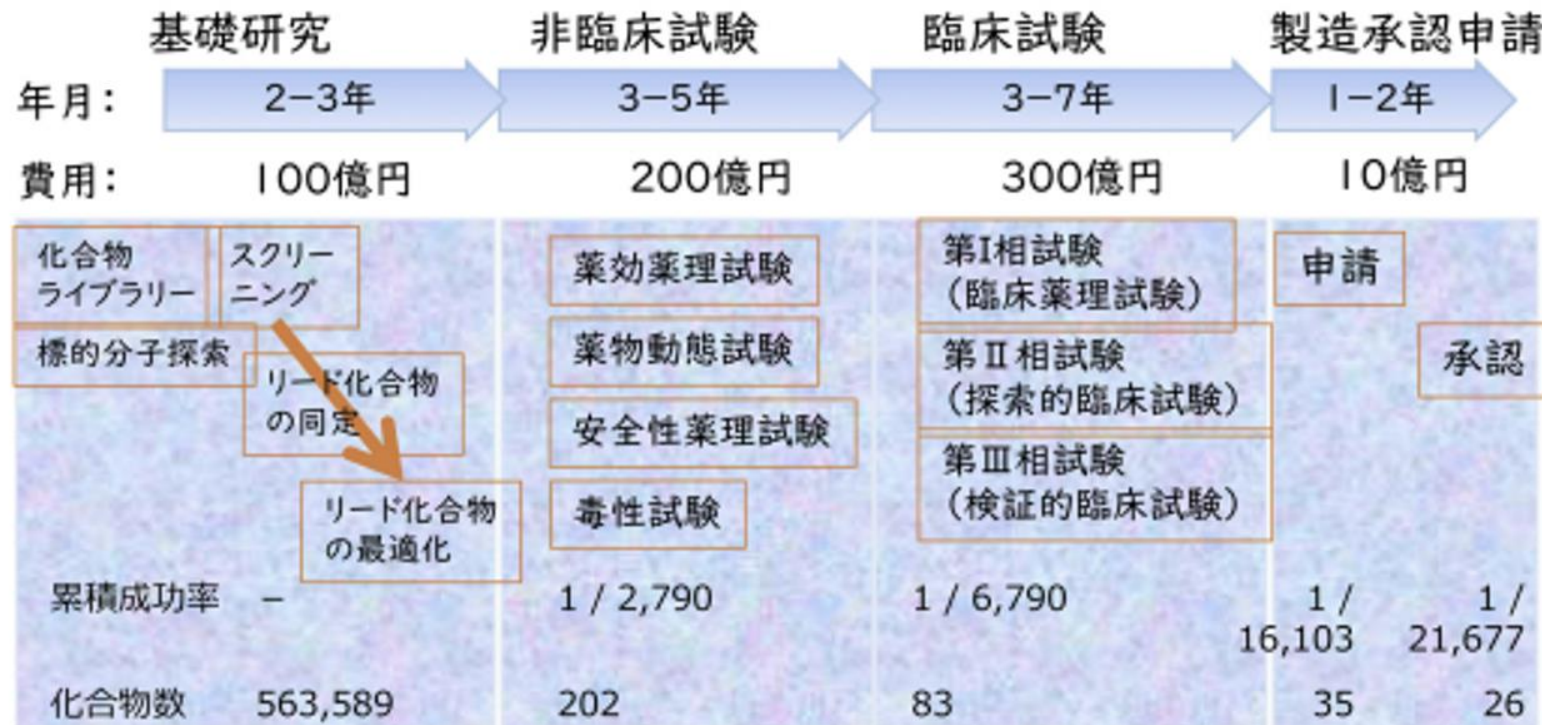 基礎研究 非臨床試験 臨床試験 製造承認申請
年月： 2−3年 3−5年 3−7年 1−2年
費用： 100億円 200億円 300億円 10億円
化合物
ライブラリー
スクリー
ニング
標的分子探索
リード化合物
の同定
リード化合物
の最適化
薬効薬理試験
薬物動態試験
安全性薬理試験
毒性試験
第Ⅰ相試験
（臨床薬理試験）
第Ⅱ相試験
（探索的臨床試験）
第Ⅲ相試験
（検証的臨床試験）
申請
承認
累積成功率 − 1 / 2,790 1 / 6,790 1 / 1 /
16,103 21,677
化合物数 563,589 202 83 35 26